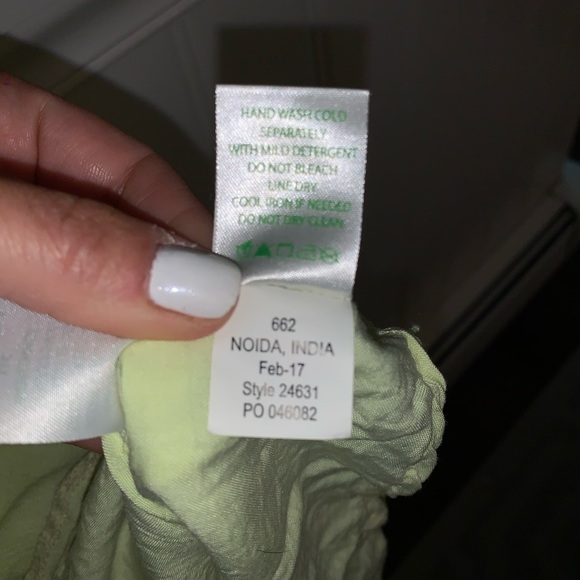 HAND WASH COLD
SEPARATELY
WITH MILD DETERGENT
DO NOT BLEACH
LINE DRY
COOL IRON IF NEEDED
DO NOT DRY CLEAN
662
NOIDA, INDIA
Feb-17
Style 24631
PO 046082